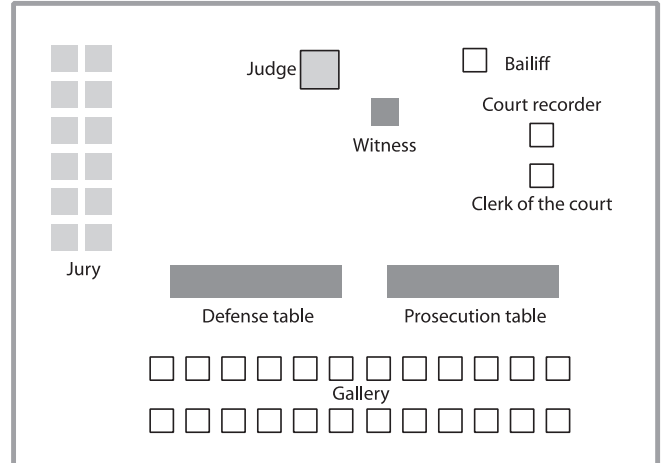 Judge
Bailiff
Court recorder
Witness
Clerk of the court
Jury
Defense table
Prosecution table
Gallery